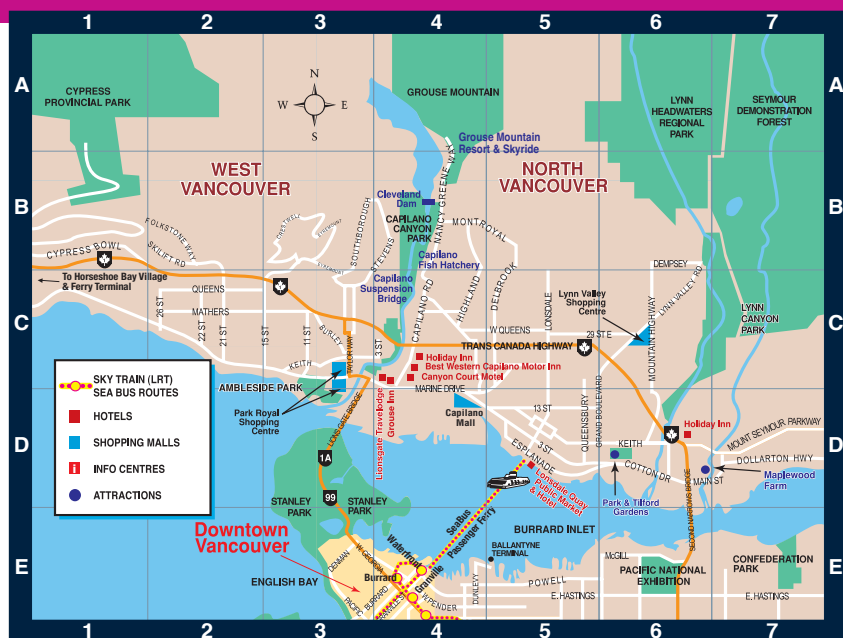 1 2 3 4 5 6 7
A
B
C
D
E
A
B
C
D
E
N
W E
S
CYPRESS
PROVINCIAL PARK
GROUSE MOUNTAIN
LYNN
HEADWATERS
REGIONAL
PARK
SEYMOUR
DEMONSTRATION
FOREST
Grouse Mountain
Resort & Skyride
WEST
VANCOUVER
NORTH
VANCOUVER
Cleveland
Dam
CAPILANO
CANYON
PARK
NANCY GREENE WAY
MONTROYAL
FOLKSTONE WAY
SKILIFT RD
CYPRESS BOWL
SOUTHBOROUGH
STEVENS
Capilano
Fish Hatchery
Capilano
Suspension
Bridge
To Horseshoe Bay Village
& Ferry Terminal
QUEENS
MATHERS
26 ST
22 ST
21 ST
15 ST
11 ST
BURLEY
KEITH
TAYLOR WAY
3 ST
CAPILANO RD
HIGHLAND
DELBROOK
LONSDALE
W QUEENS
29 ST E
DEMPSEY
Lynn Valley
Shopping
Centre
MOUNTAIN HIGHWAY
LYNN VALLEY RD
LYNN
CANYON
PARK
TRANS CANADA HIGHWAY
Holiday Inn
Best Western Capilano Motor Inn
Canyon Court Motel
MARINE DRIVE
AMBLESIDE PARK
Park Royal
Shopping
Centre
LIONS GATE BRIDGE
Lionsgate Travelodge
Grouse Inn
Capilano
Mall
13 ST
3 ST
ESPLANADE
QUEENSBURY
GRAND BOULEVARD
KEITH
COTTON DR
Holiday Inn
MOUNT SEYMOUR PARKWAY
DOLLARTON HWY
MAIN ST
Maplewood
Farm
Park & Tilford
Gardens
Lonsdale Quay
Public Market
& Hotel
SECOND NARROWS BRIDGE
SKY TRAIN (LRT)
SEA BUS ROUTES
HOTELS
SHOPPING MALLS
i
INFO CENTRES
ATTRACTIONS
1A
99
STANLEY
PARK
STANLEY
PARK
SeaBus
Passenger Ferry
BURRARD INLET
BALLANTYNE
TERMINAL
Downtown
Vancouver
ENGLISH BAY
DENMAN
W. GEORGIA
Waterfront
Burrard
Granville
PACIFIC
BURRARD
W.PENDER
DUNLEVY
POWELL
E. HASTINGS
McGILL
PACIFIC NATIONAL
EXHIBITION
CONFEDERATION
PARK
E. HASTINGS